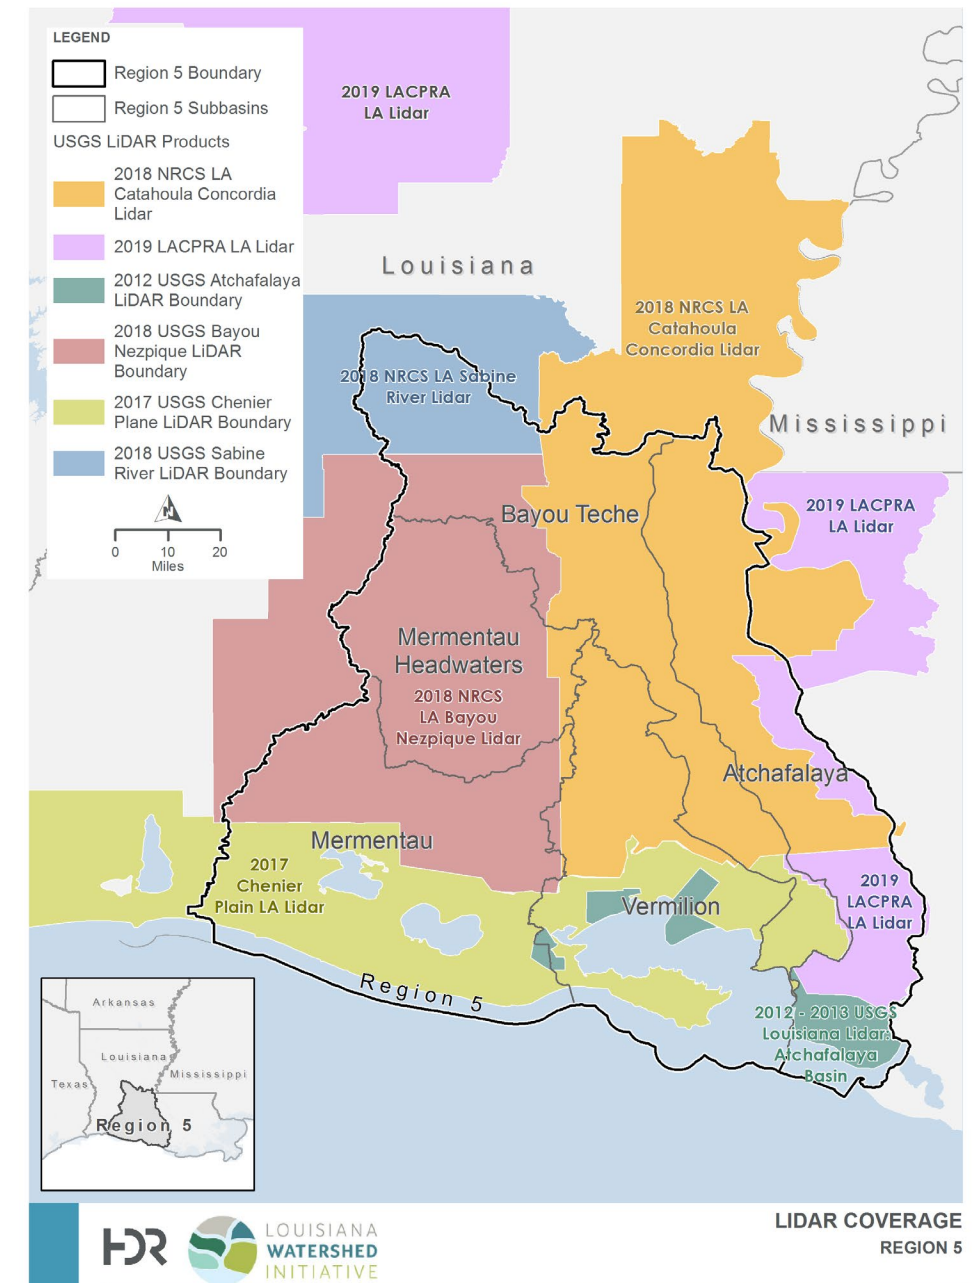 LEGEND
Region 5 Boundary
Region 5 Subbasins
USGS LiDAR Products
2018 NRCS LA
Catahoula Concordia
Lidar
2019 LACPRA LA Lidar
2012 USGS Atchafalaya
LiDAR Boundary
2018 USGS Bayou
Nezpique LiDAR
Boundary
2017 USGS Chenier
Plane LiDAR Boundary
2018 USGS Sabine
River LiDAR Boundary
N
0 10 20
Miles
2019 LACPRA
LA Lidar
Louisiana
2018 NRCS LA
Catahoula
Concordia Lidar
2018 NRCS LA Sabine
River Lidar
Mississippi
2019 LACPRA
LA Lidar
Bayou Teche
Mermentau
Headwaters
2018 NRCS
LA Bayou
Nezpique Lidar
Atchafalaya
Mermentau
2017
Chenier
Plain LA Lidar
Vermilion
2019
LACPRA
LA Lidar
Region 5
2012 - 2013 USGS
Louisiana Lidar:
Atchafalaya
Basin
Arkansas
Louisiana
Mississippi
Texas
Region 5
HDR
LOUISIANA
WATERSHED
INITIATIVE
LIDAR COVERAGE
REGION 5